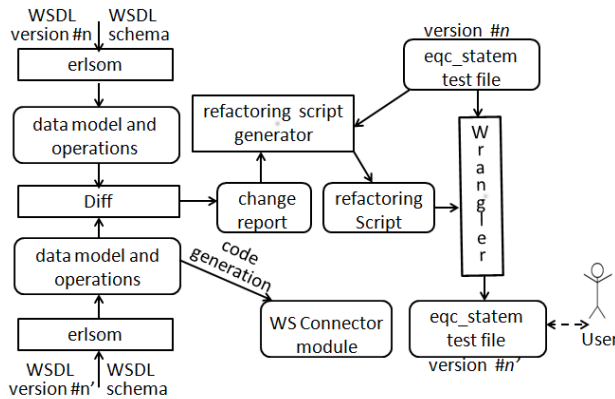 WSDL
version #n
WSDL
schema
erlsom
data model and
operations
Diff
data model and
operations
erlsom
WSDL
version #n'
WSDL
schema
refactoring script
generator
change
report
refactoring
Script
code
generation
WS Connector
module
version #n
eqc_statem
test file
Wrangler
eqc_statem
test file
version #n'
User